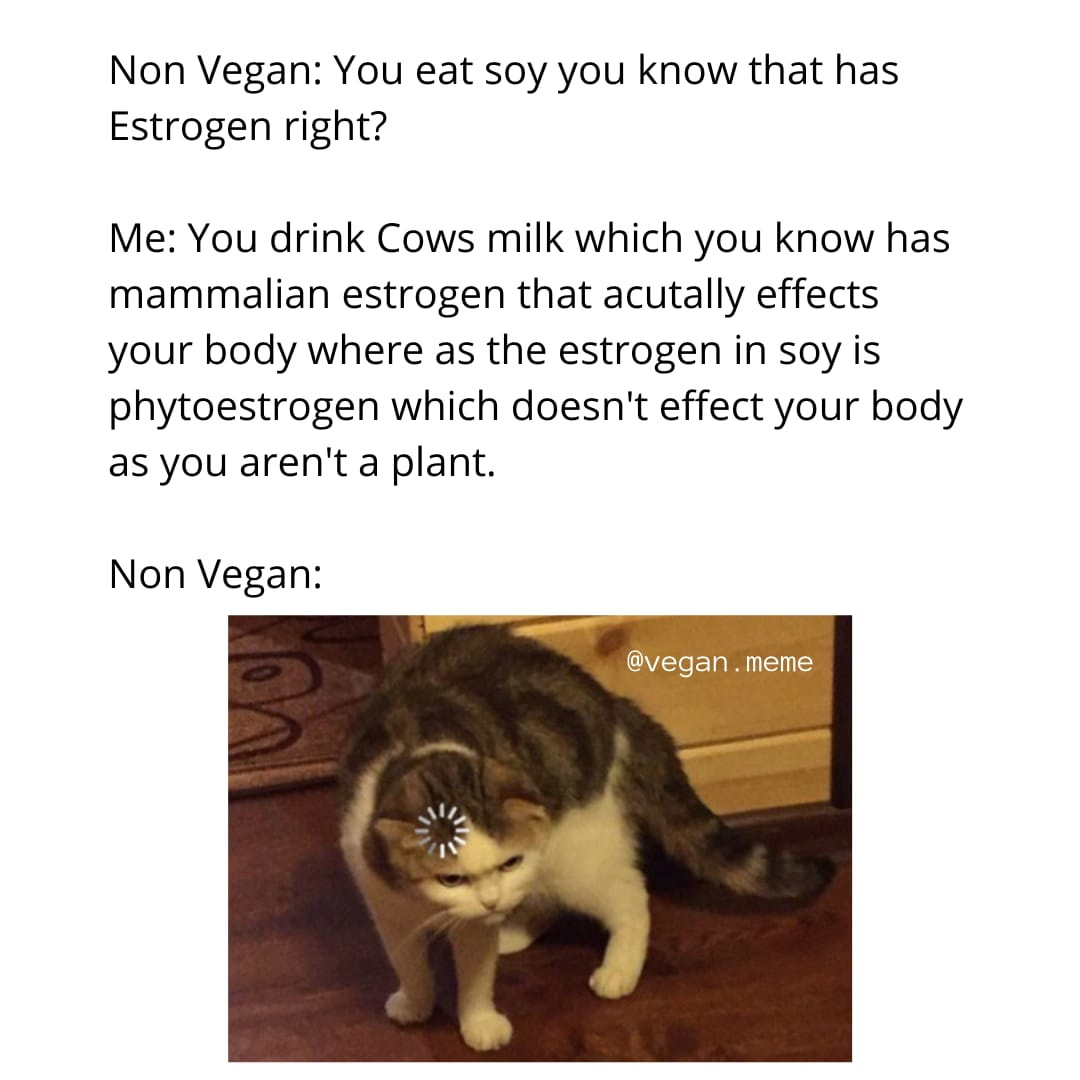 Non Vegan: You eat soy you know that has
Estrogen right?
Me: You drink Cows milk which you know has
mammalian estrogen that acutally effects
your body where as the estrogen in soy is
phytoestrogen which doesn't effect your body
as you aren't a plant.
Non Vegan:
@vegan.meme